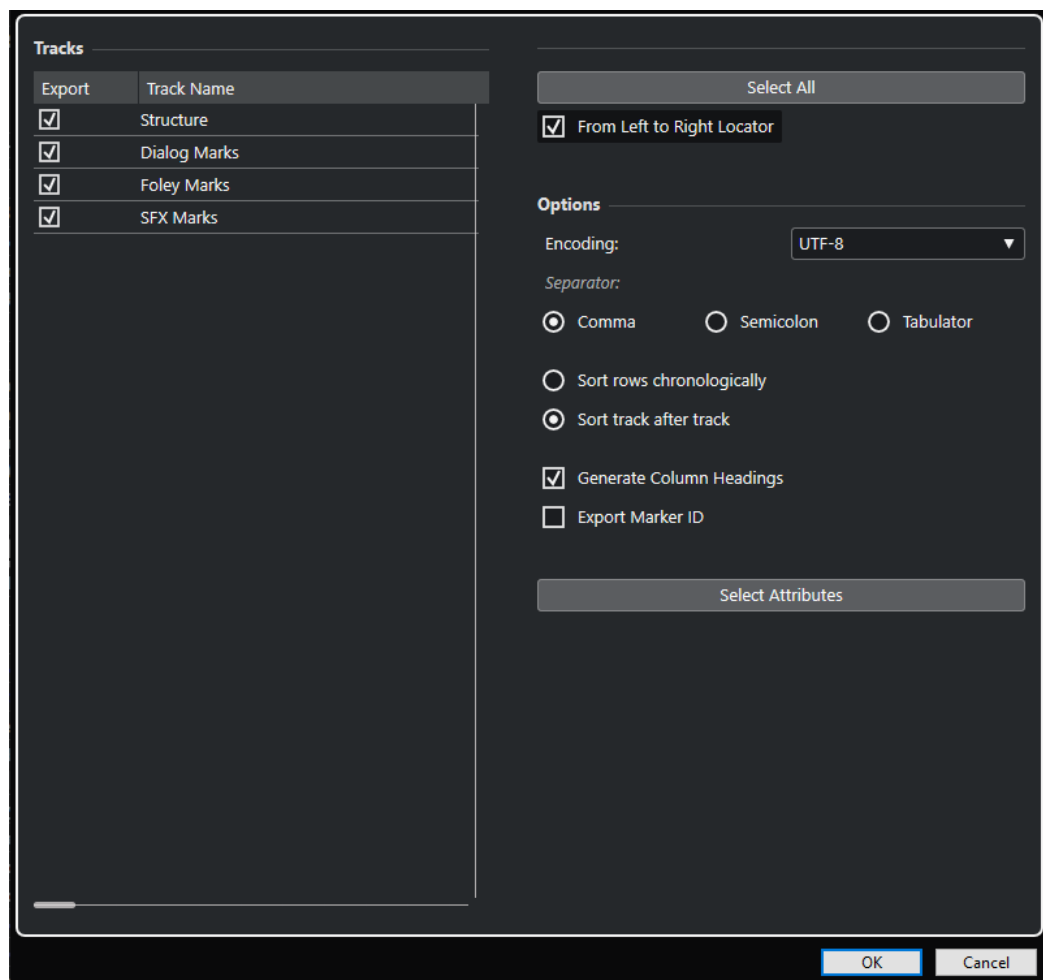 Tracks
Export Track Name
Structure
Dialog Marks
Foley Marks
SFX Marks
Select All
From Left to Right Locator
Options
Encoding: UTF-8
Separator:
Comma Semicolon Tabulator
Sort rows chronologically
Sort track after track
Generate Column Headings
Export Marker ID
Select Attributes
OK Cancel